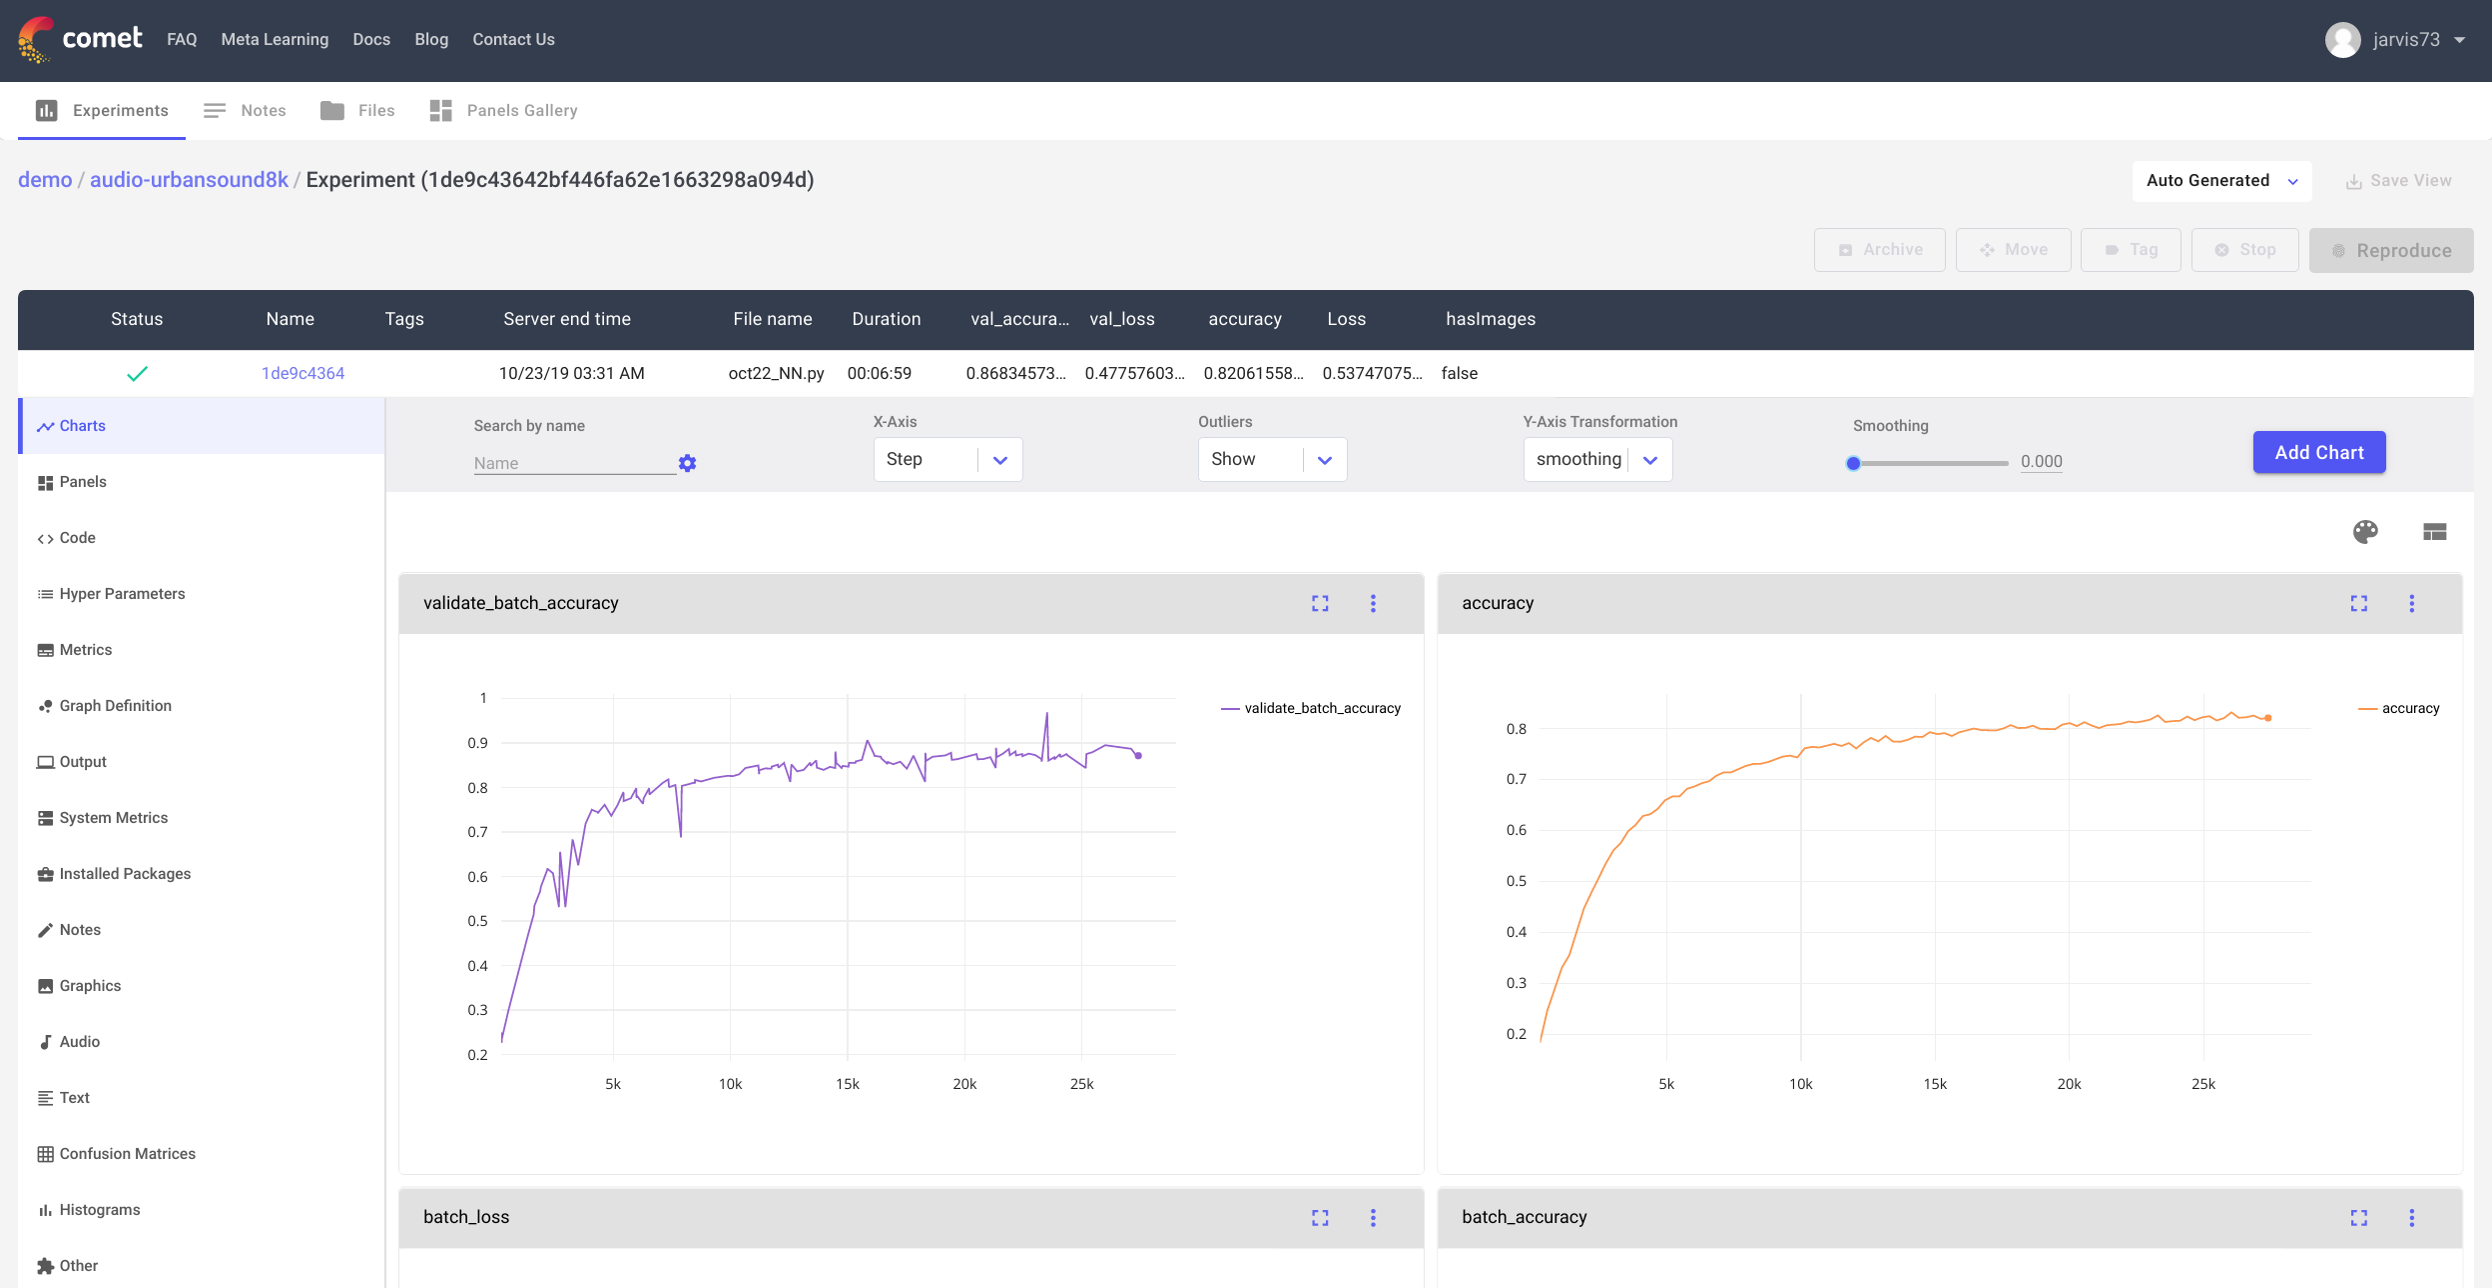 comet FAQ Meta Learning Docs Blog Contact Us jarvis73
Experiments Notes Files Panels Gallery
demo / audio-urbansound8k / Experiment (1de9c43642bf446fa62e1663298a094d) Auto Generated Save View
Archive Move Tag Stop Reproduce
Status Name Tags Server end time File name Duration val_accura... val_loss accuracy Loss hasImages
1de9c4364 10/23/19 03:31 AM oct22_NN.py 00:06:59 0.86834573... 0.47757603... 0.82061558... 0.53747075... false
Charts
Panels
Code
Hyper Parameters
Metrics
Graph Definition
Output
System Metrics
Installed Packages
Notes
Graphics
Audio
Text
Confusion Matrices
Histograms
Other
Search by name X-Axis Outliers Y-Axis Transformation Smoothing
Name Step Show smoothing 0.000 Add Chart
validate_batch_accuracy
1
0.9
0.8
0.7
0.6
0.5
0.4
0.3
0.2
5k 10k 15k 20k 25k
validate_batch_accuracy
accuracy
0.8
0.7
0.6
0.5
0.4
0.3
0.2
5k 10k 15k 20k 25k
accuracy
batch_loss
batch_accuracy